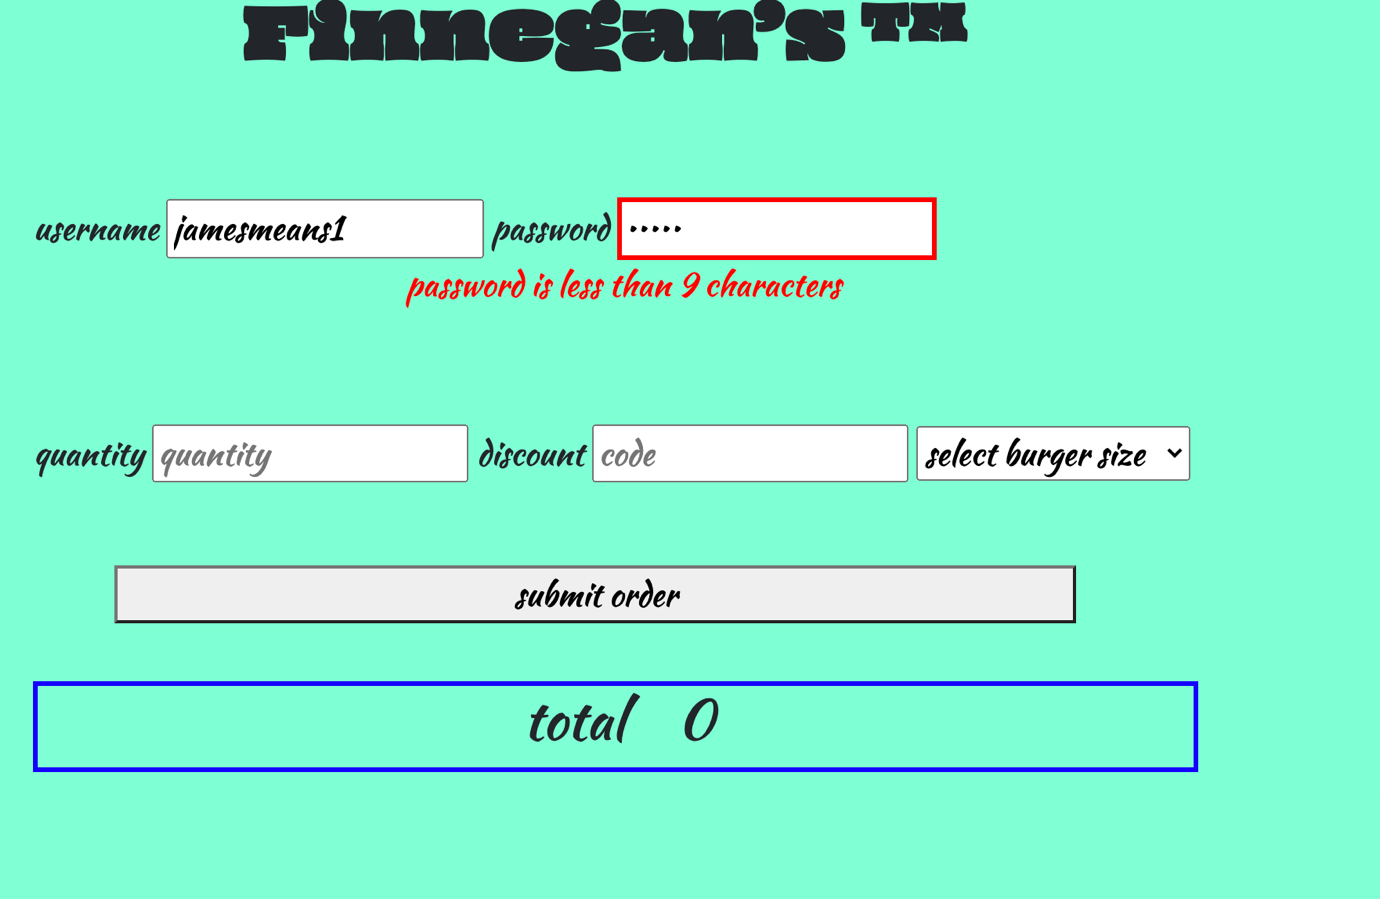 Finnegan's ™
username jamesmeans1 password •••••
password is less than 9 characters
quantity quantity discount code select burger size
submit order
total 0